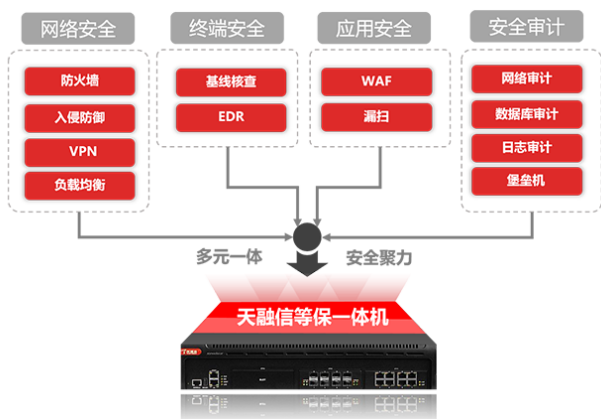 网络安全
终端安全
应用安全
安全审计
防火墙
入侵防御
VPN
负载均衡
基线核查
EDR
WAF
漏扫
网络审计
数据库审计
日志审计
堡垒机
多元一体
安全聚力
天融信等保一体机